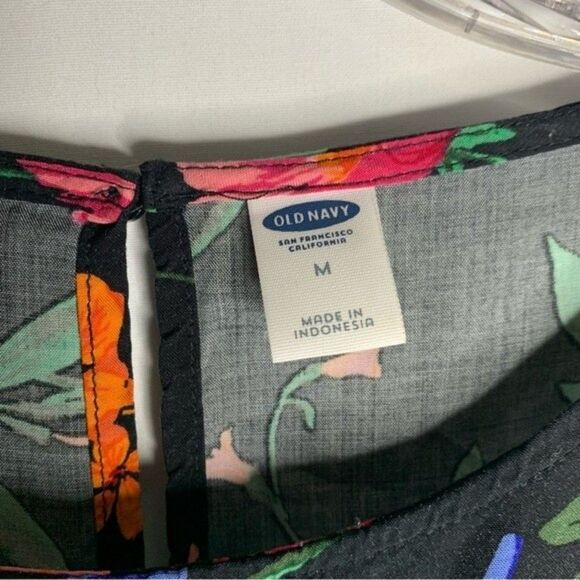 OLD NAVY
SAN FRANCISCO
CALIFORNIA
M
MADE IN
INDONESIA